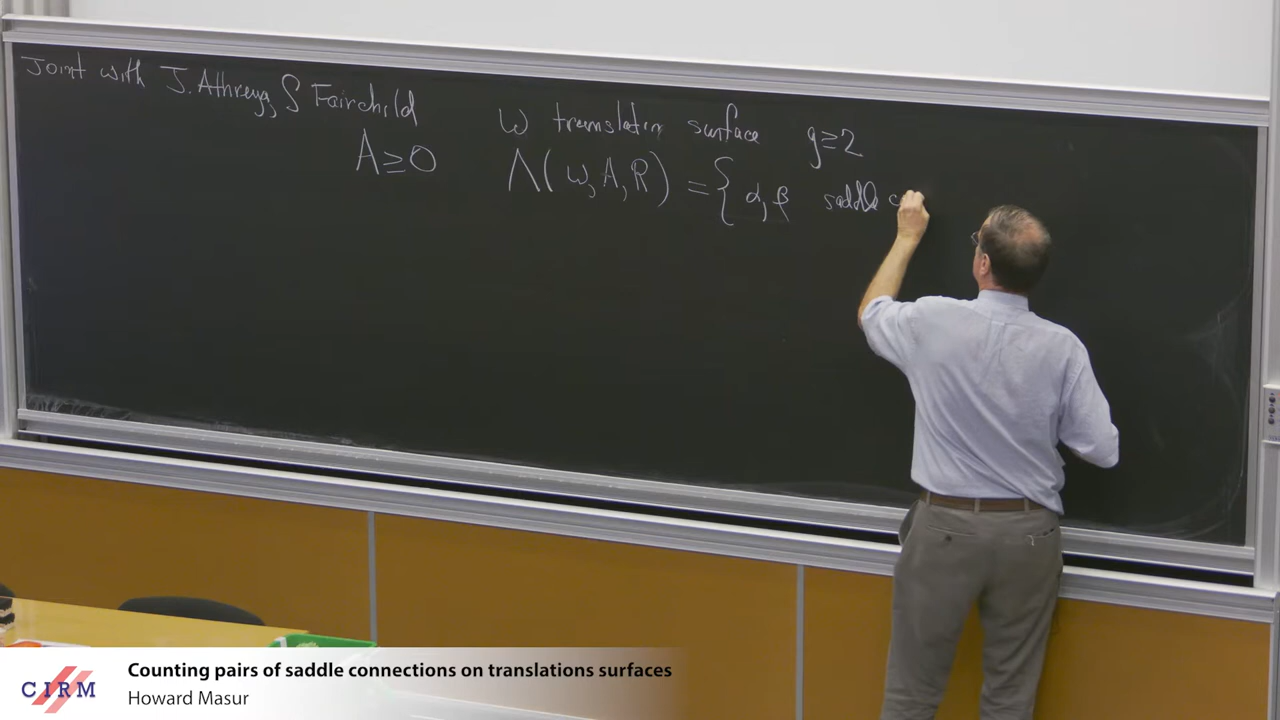 Joint with J. Athreya, S Fairchild
ω translation surface g≥2
A≥0 Λ(ω, A, R) = { α, β saddle c
CIRM
Counting pairs of saddle connections on translations surfaces
Howard Masur